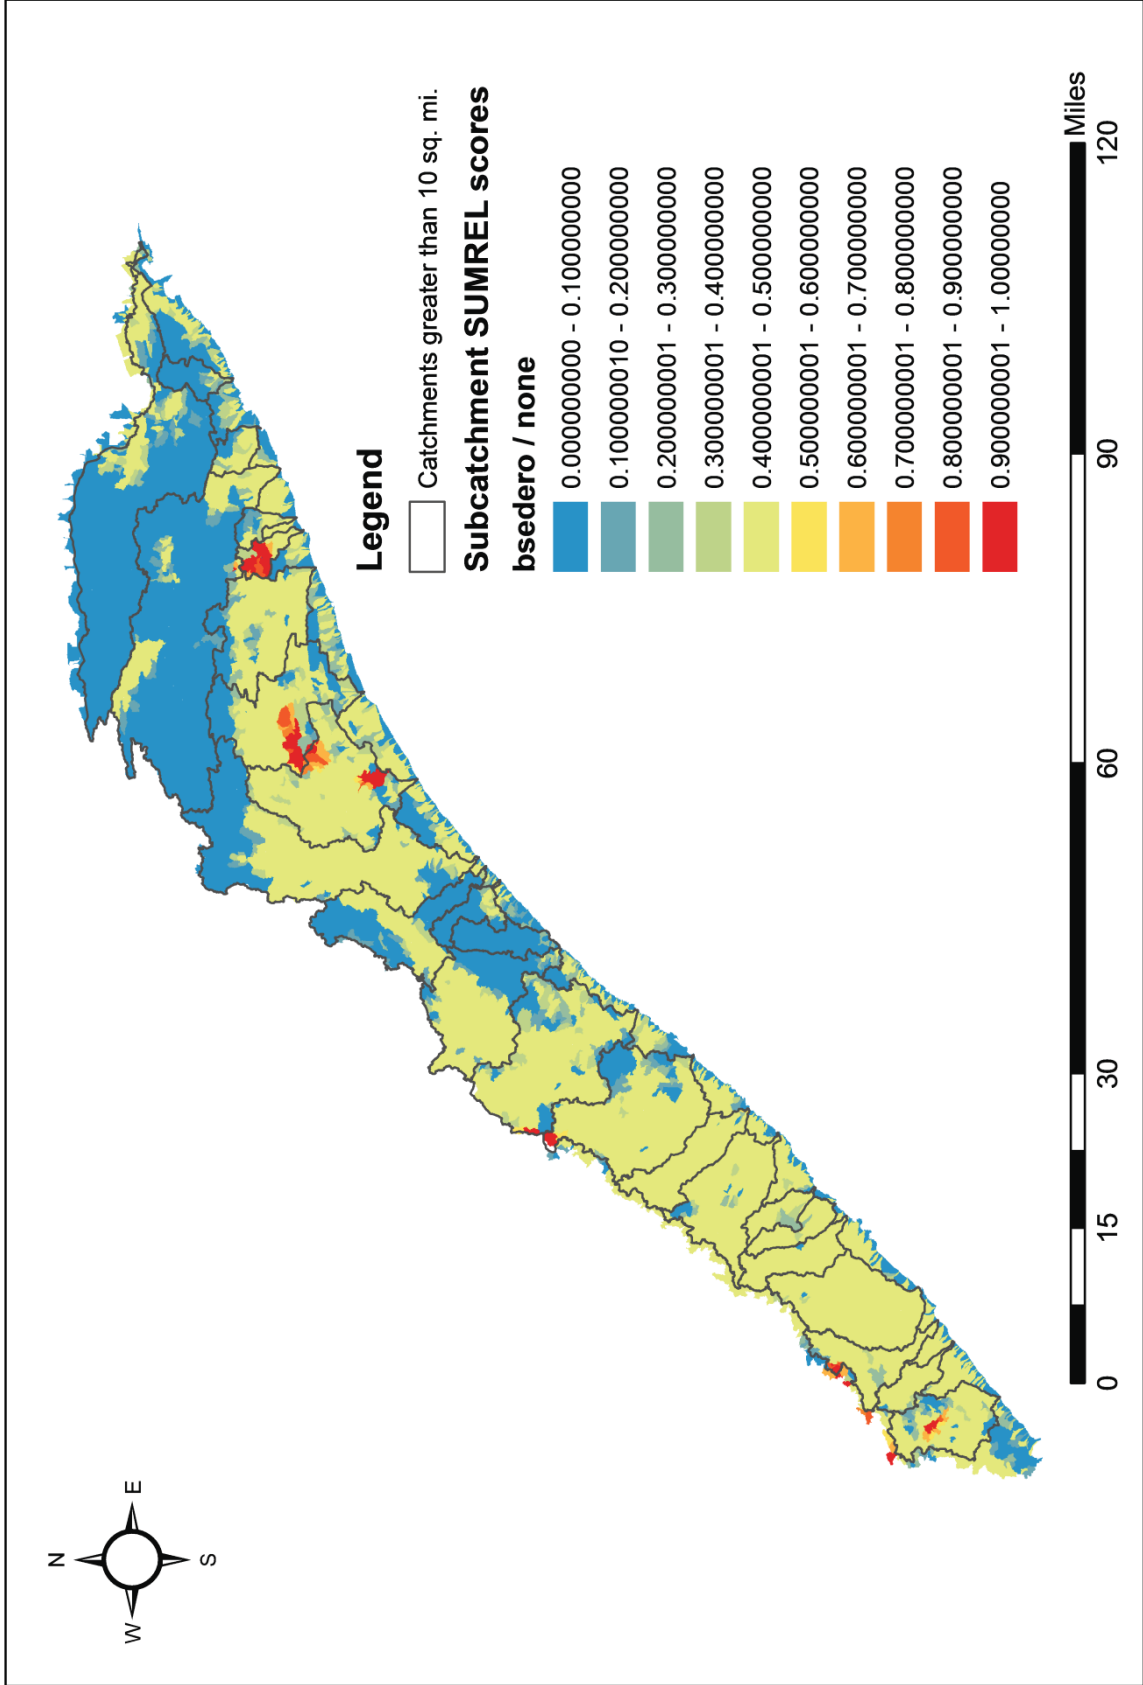 N
W E
S
Legend
Catchments greater than 10 sq. mi.
Subcatchment SUMREL scores
bsedero / none
0.000000000 - 0.100000000
0.100000010 - 0.200000000
0.200000001 - 0.300000000
0.300000001 - 0.400000000
0.400000001 - 0.500000000
0.500000001 - 0.600000000
0.600000001 - 0.700000000
0.700000001 - 0.800000000
0.800000001 - 0.900000000
0.900000001 - 1.000000000
Miles
0 15 30 60 90 120